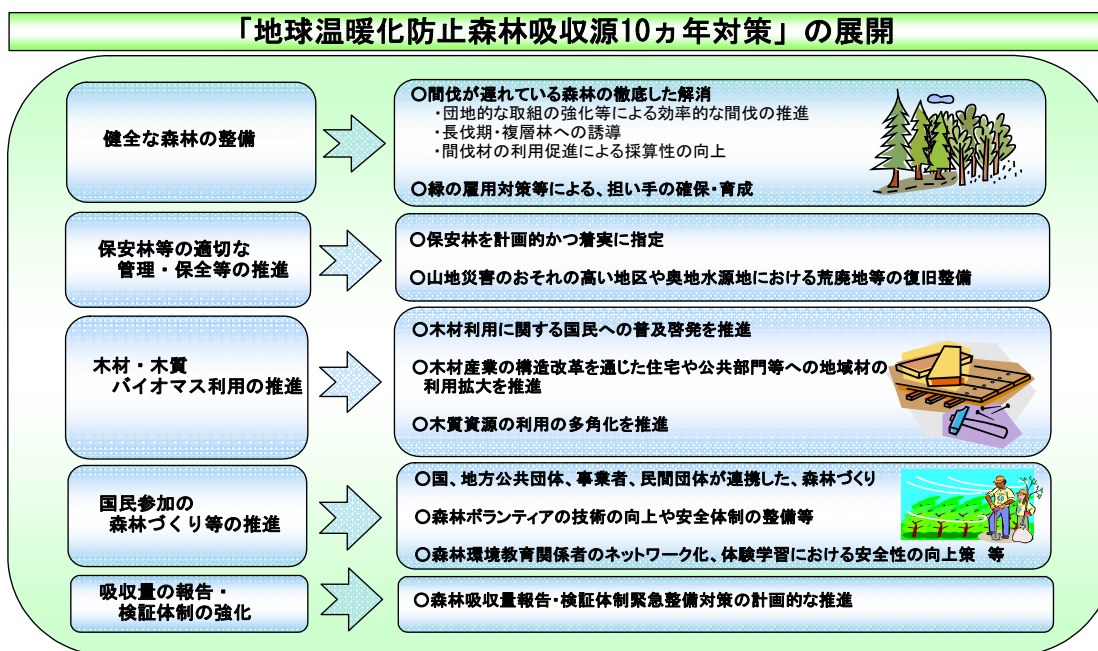 「地球温暖化防止森林吸収源10ヵ年対策」の展開
健全な森林の整備
○間伐が遅れている森林の徹底した解消
・団地的な取組の強化等による効率的な間伐の推進
・長伐期・複層林への誘導
・間伐材の利用促進による採算性の向上
○緑の雇用対策等による、担い手の確保・育成
保安林等の適切な
管理・保全等の推進
○保安林を計画的かつ着実に指定
○山地災害のおそれの高い地区や奥地水源地における荒廃地等の復旧整備
木材・木質
バイオマス利用の推進
○木材利用に関する国民への普及啓発を推進
○木材産業の構造改革を通じた住宅や公共部門等への地域材の
利用拡大を推進
○木質資源の利用の多角化を推進
国民参加の
森林づくり等の推進
○国、地方公共団体、事業者、民間団体が連携した、森林づくり
○森林ボランティアの技術の向上や安全体制の整備等
○森林環境教育関係者のネットワーク化、体験学習における安全性の向上策 等
吸収量の報告・
検証体制の強化
○森林吸収量報告・検証体制緊急整備対策の計画的な推進